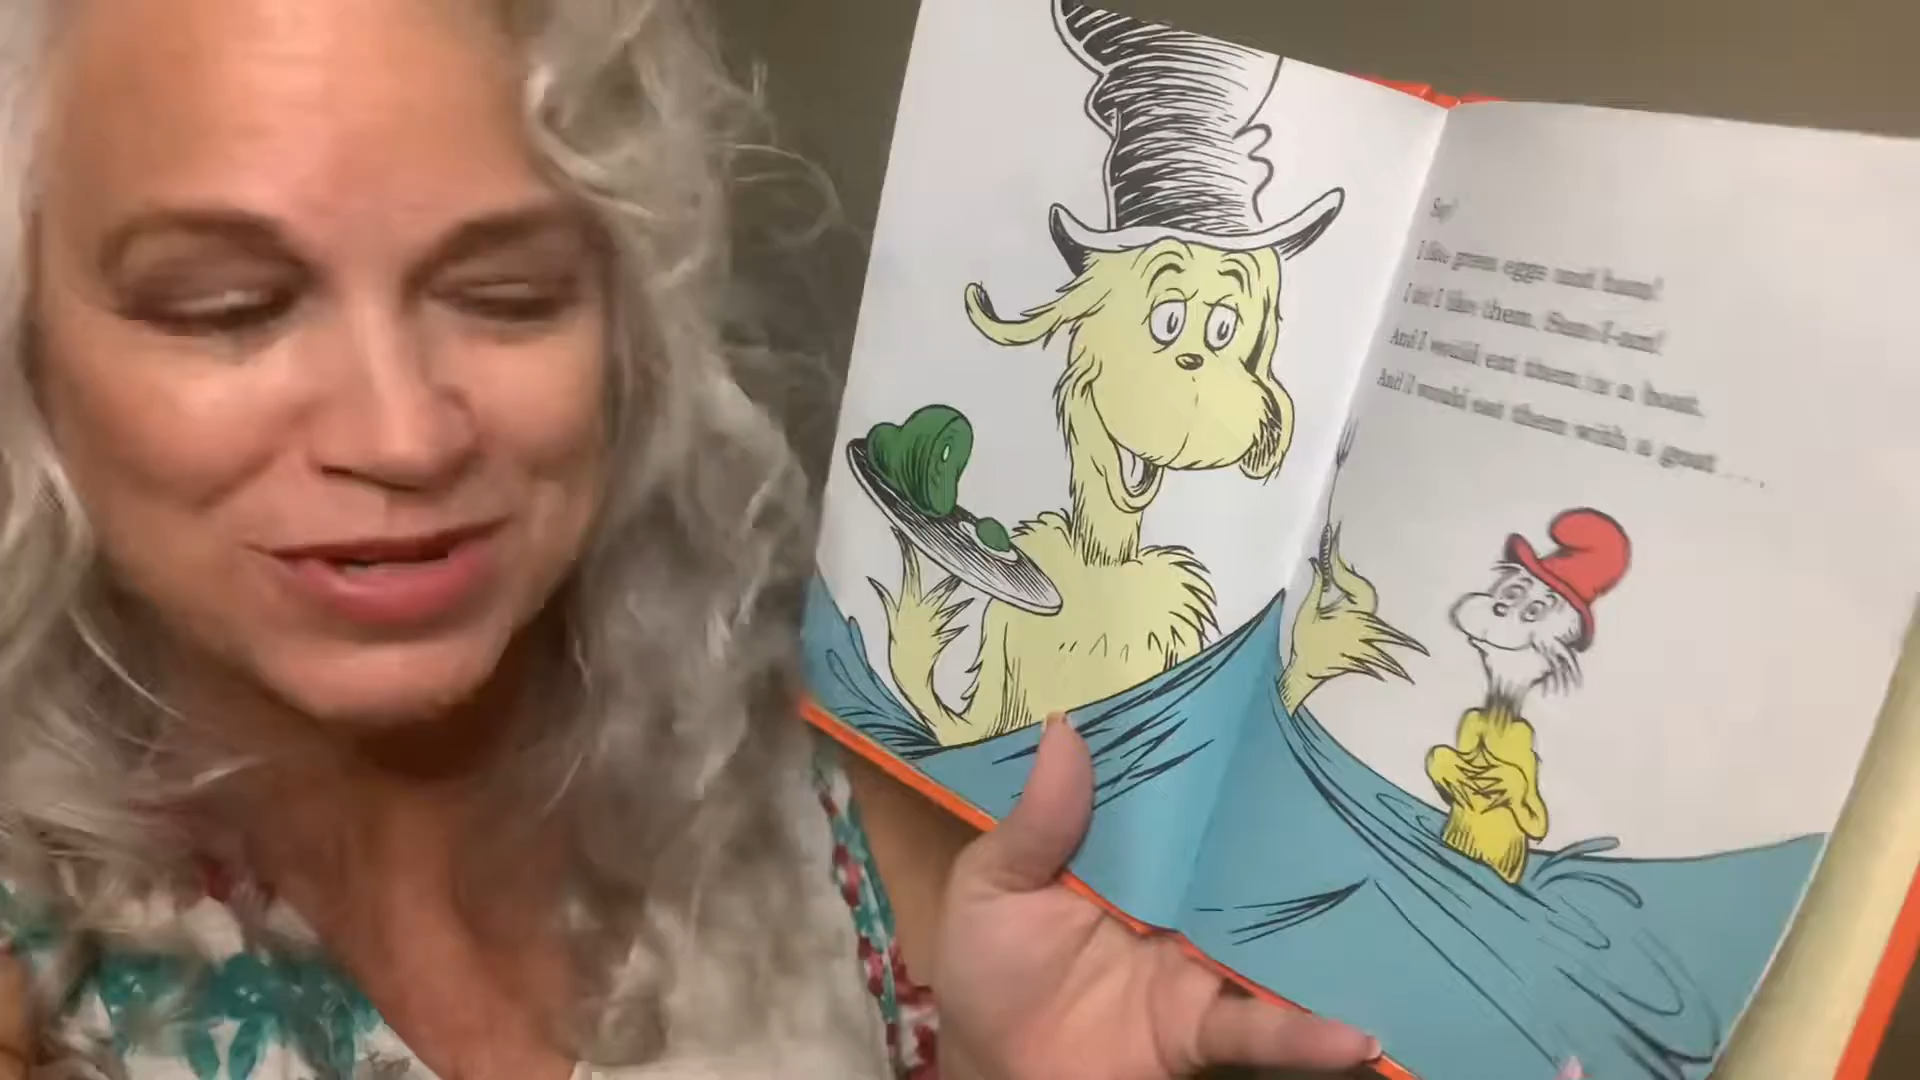 Say!
I like green eggs and ham!
I do! I like them, Sam-I-am!
And I would eat them in a boat.
And I would eat them with a goat . . .